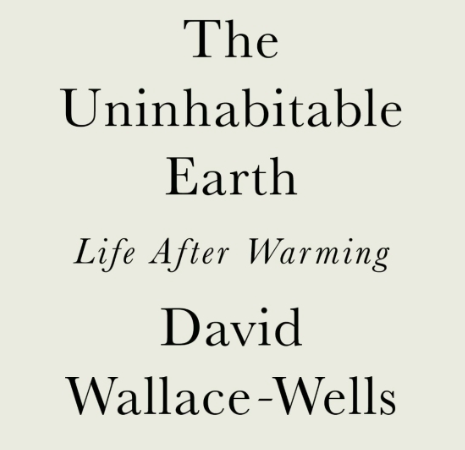 The
Uninhabitable
Earth
Life After Warming
David
Wallace-Wells